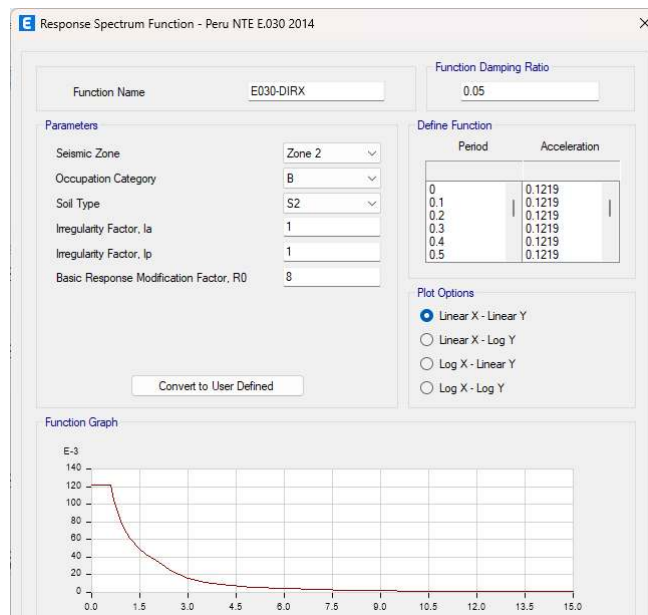 E Response Spectrum Function - Peru NTE E.030 2014
Function Name E030-DIRX
Function Damping Ratio
0.05
Parameters
Seismic Zone Zone 2
Occupation Category B
Soil Type S2
Irregularity Factor, Ia 1
Irregularity Factor, Ip 1
Basic Response Modification Factor, R0 8
Convert to User Defined
Define Function
Period Acceleration
0 0.1219
0.1 0.1219
0.2 0.1219
0.3 0.1219
0.4 0.1219
0.5 0.1219
Plot Options
Linear X - Linear Y
Linear X - Log Y
Log X - Linear Y
Log X - Log Y
Function Graph
E-3
140
120
100
80
60
40
20
0
0.0 1.5 3.0 4.5 6.0 7.5 9.0 10.5 12.0 13.5 15.0